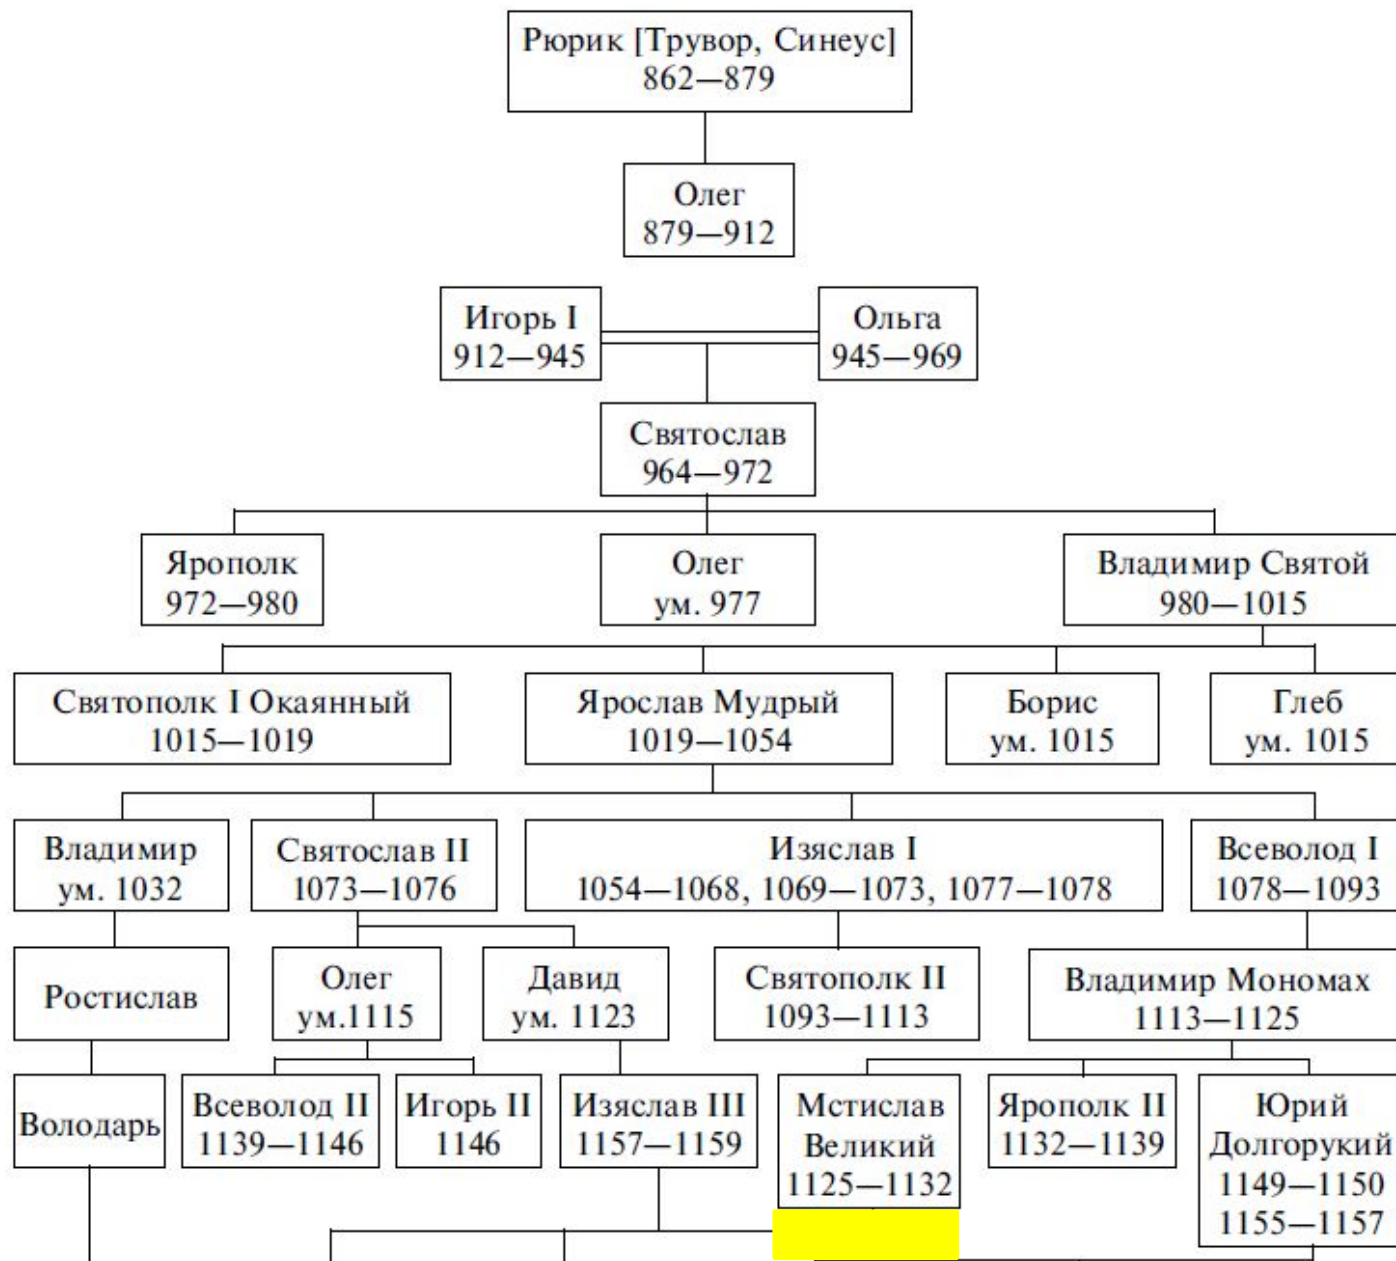 Рюрик [Трувор, Синеус]
862—879
Олег
879—912
Игорь I
912—945
Ольга
945—969
Святослав
964—972
Ярополк
972—980
Олег
ум. 977
Владимир Святой
980—1015
Святополк I Окаянный
1015—1019
Ярослав Мудрый
1019—1054
Борис
ум. 1015
Глеб
ум. 1015
Владимир
ум. 1032
Святослав II
1073—1076
Изяслав I
1054—1068, 1069—1073, 1077—1078
Всеволод I
1078—1093
Ростислав
Олег
ум.1115
Давид
ум. 1123
Святополк II
1093—1113
Владимир Мономах
1113—1125
Володарь
Всеволод II
1139—1146
Игорь II
1146
Изяслав III
1157—1159
Мстислав
Великий
1125—1132
Ярополк II
1132—1139
Юрий
Долгорукий
1149—1150
1155—1157